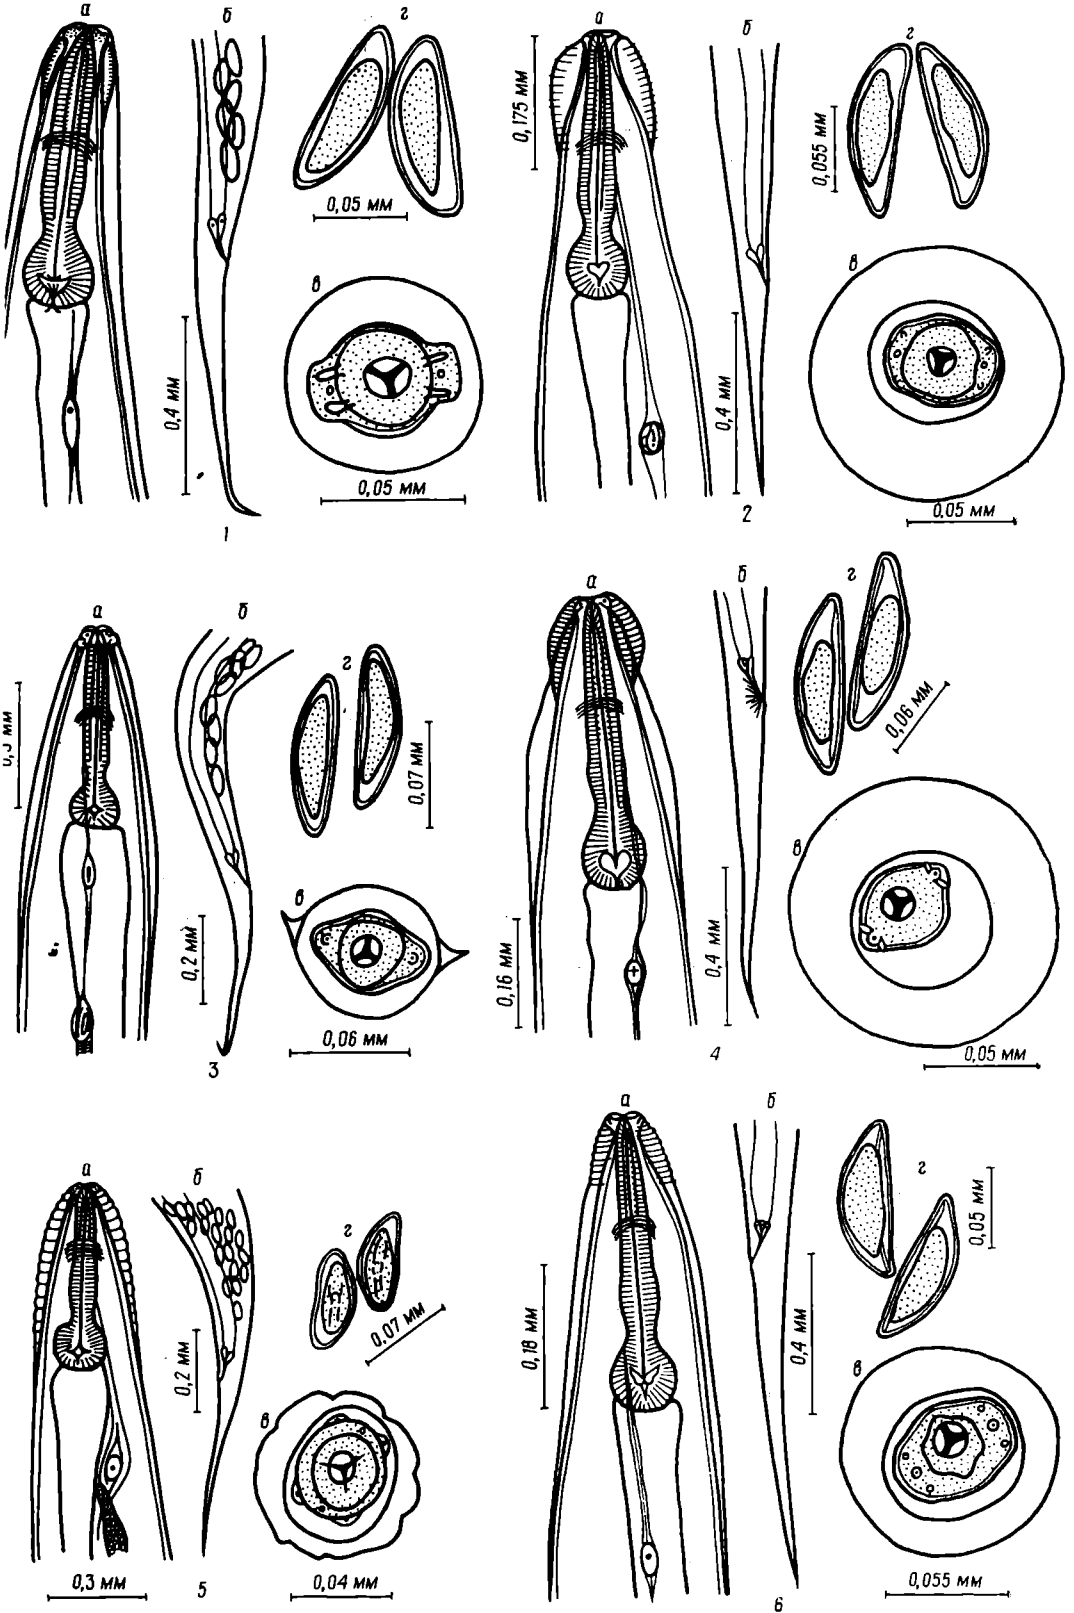 а
б
г
0,05 мм
в
0,4 мм
0,05 мм
1
а
б
г
0,175 мм
0,055 мм
в
0,4 мм
0,05 мм
2
а
б
г
0,07 мм
в
0,2 мм
0,06 мм
3
а
б
г
0,06 мм
в
0,16 мм
0,4 мм
0,05 мм
4
а
б
г
0,07 мм
0,2 мм
в
0,3 мм
0,04 мм
5
а
б
г
0,05 мм
0,18 мм
0,4 мм
в
0,055 мм
6